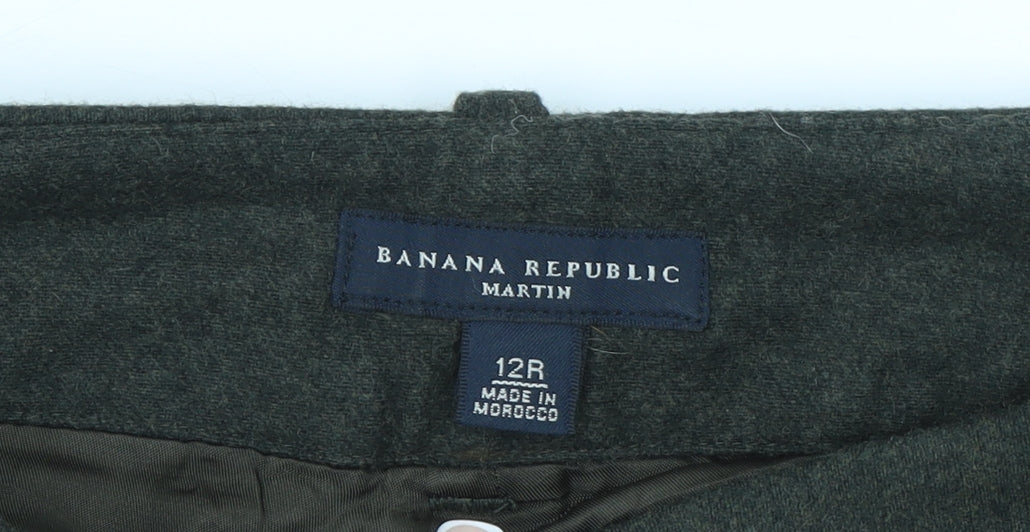 BANANA REPUBLIC
MARTIN
12R
MADE IN
MOROCCO